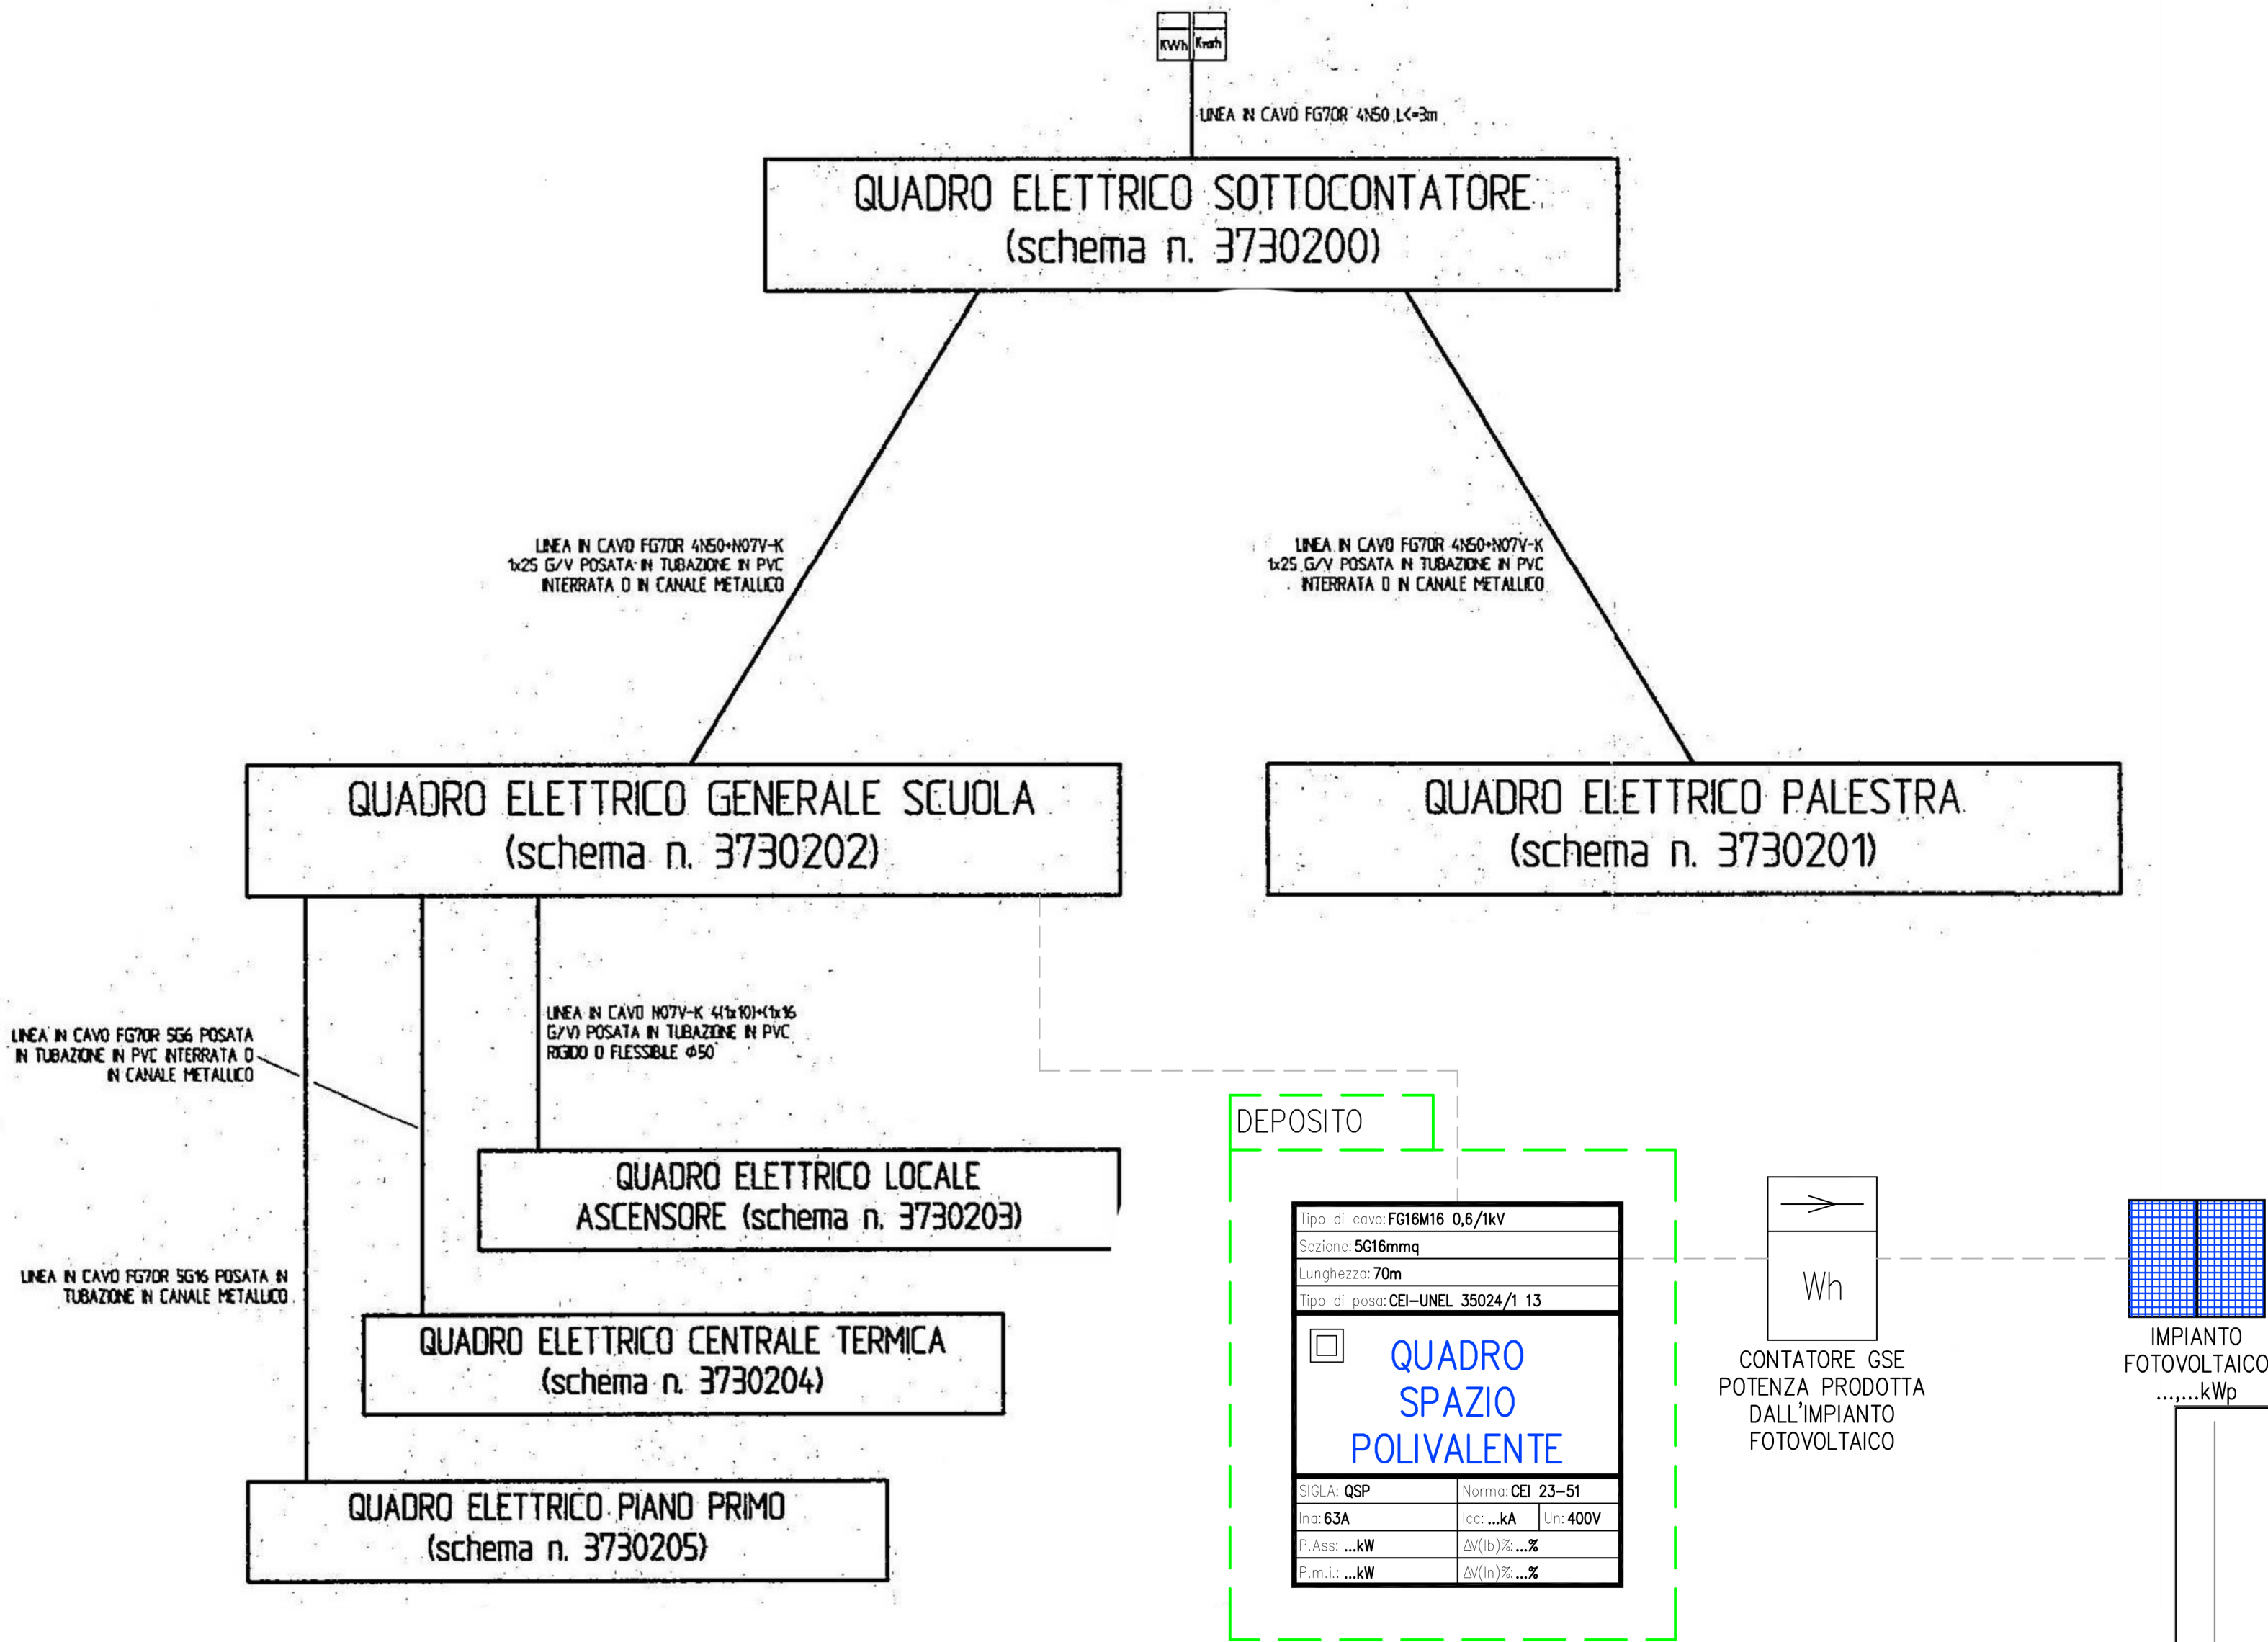 KWh Kvarh
LINEA IN CAVO FG7OR 4N50 L<=3m
QUADRO ELETTRICO SOTTOCONTATORE
(schema n. 3730200)
LINEA IN CAVO FG7OR 4N50+N07V-K
1x25 G/V POSATA IN TUBAZIONE IN PVC
INTERRATA O IN CANALE METALLICO
LINEA IN CAVO FG7OR 4N50+N07V-K
1x25 G/V POSATA IN TUBAZIONE IN PVC
INTERRATA O IN CANALE METALLICO
QUADRO ELETTRICO GENERALE SCUOLA
(schema n. 3730202)
QUADRO ELETTRICO PALESTRA
(schema n. 3730201)
LINEA IN CAVO FG7OR 5G6 POSATA
IN TUBAZIONE IN PVC INTERRATA O
IN CANALE METALLICO
LINEA IN CAVO N07V-K 4(1x10)+(1x16
G/V) POSATA IN TUBAZIONE IN PVC
RIGIDO O FLESSIBILE Φ50
QUADRO ELETTRICO LOCALE
ASCENSORE (schema n. 3730203)
LINEA IN CAVO FG7OR 5G16 POSATA IN
TUBAZIONE IN CANALE METALLICO
QUADRO ELETTRICO CENTRALE TERMICA
(schema n. 3730204)
QUADRO ELETTRICO PIANO PRIMO
(schema n. 3730205)
DEPOSITO
Tipo di cavo: FG16M16 0,6/1kV
Sezione: 5G16mmq
Lunghezza: 70m
Tipo di posa: CEI-UNEL 35024/1 13
QUADRO
SPAZIO
POLIVALENTE
SIGLA: QSP Norma: CEI 23-51
Ina: 63A Icc: ...kA Un: 400V
P.Ass: ...kW ΔV(Ib)%: ...%
P.m.i.: ...kW ΔV(In)%: ...%
Wh
CONTATORE GSE
POTENZA PRODOTTA
DALL'IMPIANTO
FOTOVOLTAICO
IMPIANTO
FOTOVOLTAICO
...,...kWp